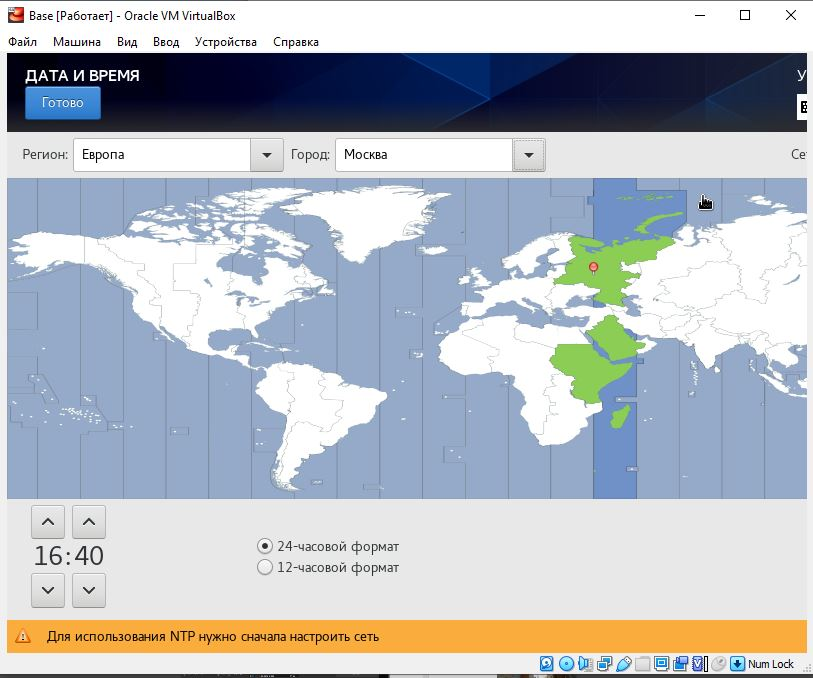 Base [Работает] - Oracle VM VirtualBox
Файл Машина Вид Ввод Устройства Справка
ДАТА И ВРЕМЯ
У
Готово
Регион: Европа Город: Москва Се
16:40
24-часовой формат
12-часовой формат
Для использования NTP нужно сначала настроить сеть
Num Lock